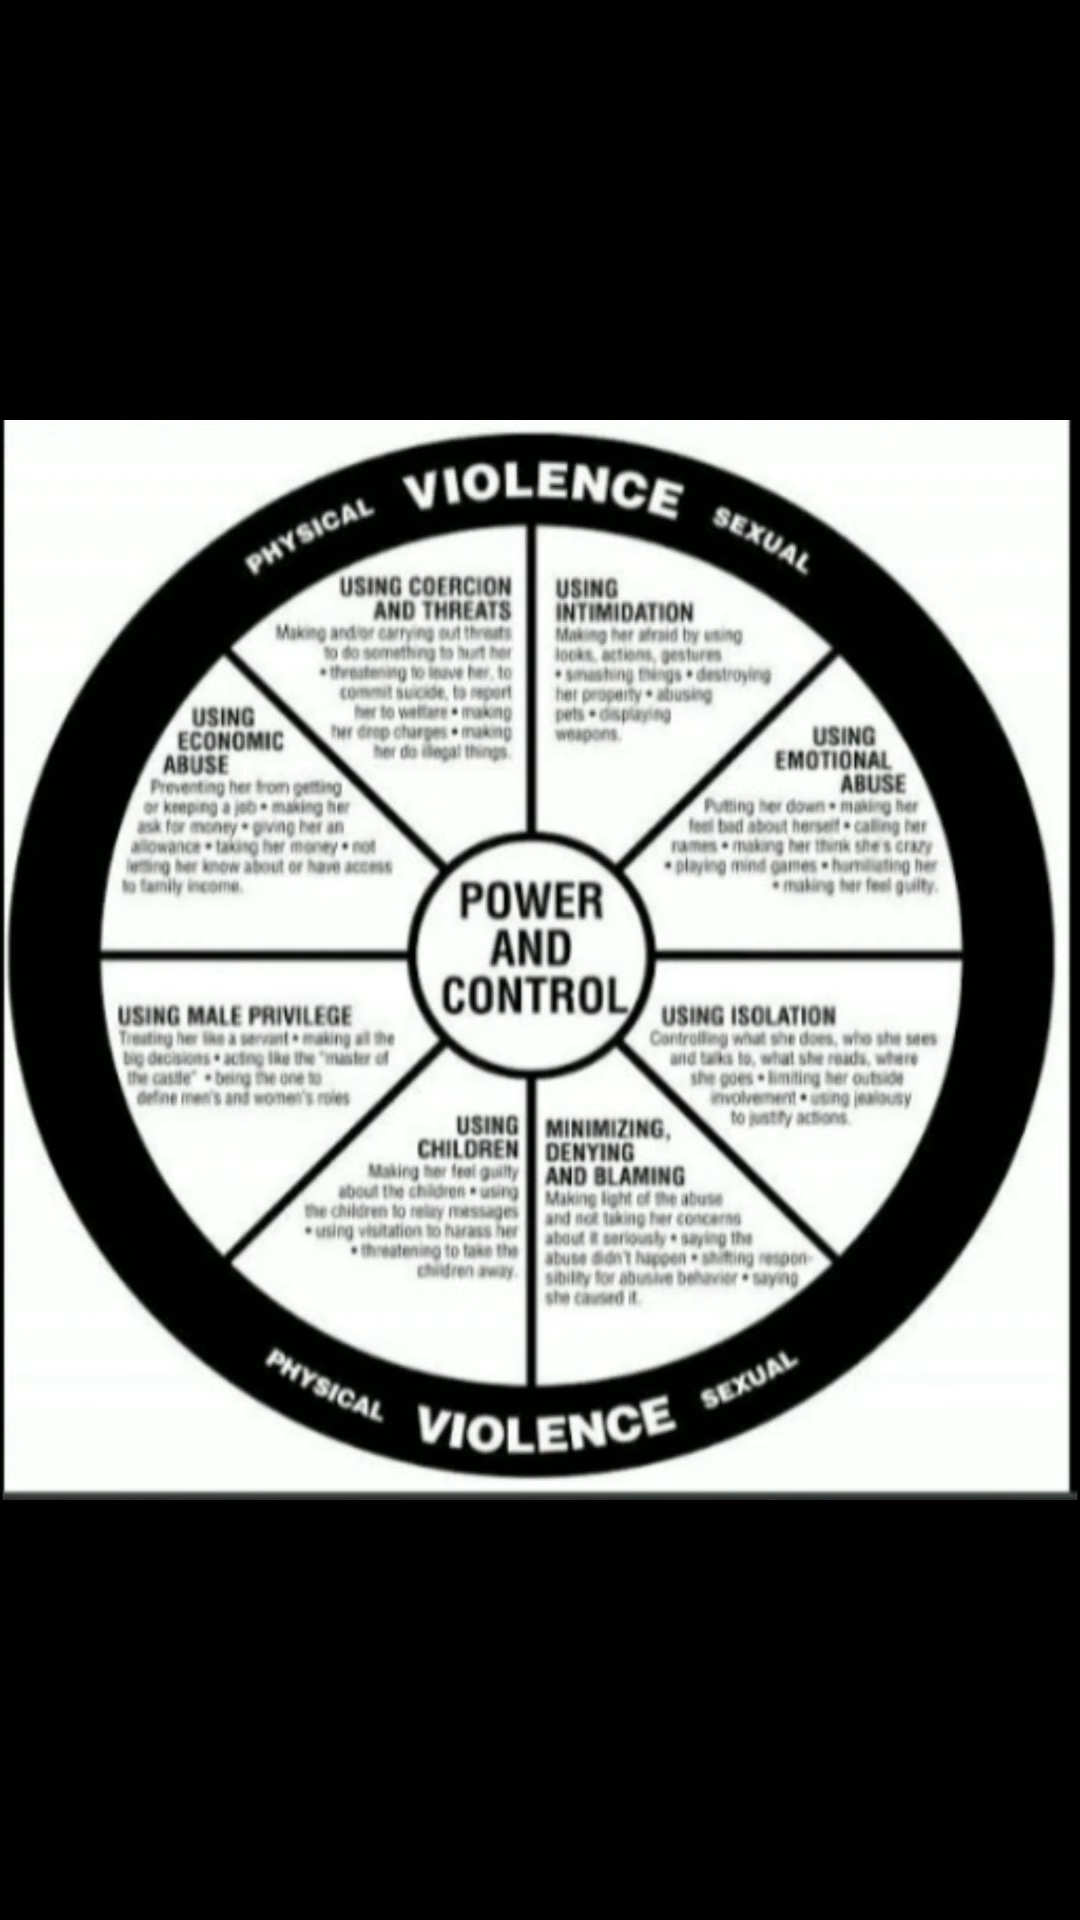 PHYSICAL VIOLENCE SEXUAL
USING COERCION
AND THREATS
Making and/or carrying out threats
to do something to hurt her
• threatening to leave her, to
commit suicide, to report
her to welfare • making
her drop charges • making
her do illegal things.
USING
INTIMIDATION
Making her afraid by using
looks, actions, gestures
• smashing things • destroying
her property • abusing
pets • displaying
weapons.
USING
ECONOMIC
ABUSE
Preventing her from getting
or keeping a job • making her
ask for money • giving her an
allowance • taking her money • not
letting her know about or have access
to family income.
USING
EMOTIONAL
ABUSE
Putting her down • making her
feel bad about herself • calling her
names • making her think she's crazy
• playing mind games • humiliating her
• making her feel guilty.
POWER
AND
CONTROL
USING MALE PRIVILEGE
Treating her like a servant • making all the
big decisions • acting like the "master of
the castle" • being the one to
define men's and women's roles
USING ISOLATION
Controlling what she does, who she sees
and talks to, what she reads, where
she goes • limiting her outside
involvement • using jealousy
to justify actions.
USING
CHILDREN
Making her feel guilty
about the children • using
the children to relay messages
• using visitation to harass her
• threatening to take the
children away.
MINIMIZING,
DENYING
AND BLAMING
Making light of the abuse
and not taking her concerns
about it seriously • saying the
abuse didn't happen • shifting respon-
sibility for abusive behavior • saying
she caused it.
PHYSICAL VIOLENCE SEXUAL